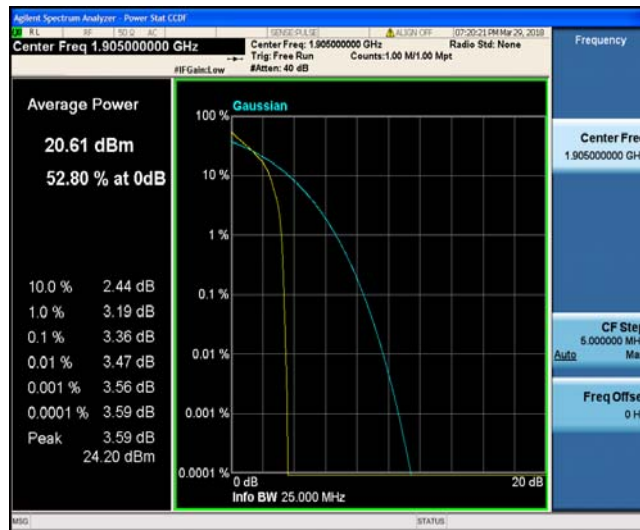 Agilent Spectrum Analyzer - Power Stat CCDF
RL RF 50 Ω AC SENSE:PULSE ALIGN OFF 07:20:21 PM Mar 29, 2018
Center Freq 1.905000000 GHz
Center Freq: 1.905000000 GHz Radio Std: None
Trig: Free Run Counts:1.00 M/1.00 Mpt
#IFGain:Low #Atten: 40 dB
Frequency
Average Power
20.61 dBm
52.80 % at 0dB
10.0 % 2.44 dB
1.0 % 3.19 dB
0.1 % 3.36 dB
0.01 % 3.47 dB
0.001 % 3.56 dB
0.0001 % 3.59 dB
Peak 3.59 dB
24.20 dBm
Gaussian
100 %
10 %
1 %
0.1 %
0.01 %
0.001 %
0.0001 %
0 dB 20 dB
Info BW 25.000 MHz
Center Fre
1.905000000 GH
CF Step
5.000000 MH
Auto Ma
Freq Offse
0 H
MSG STATUS